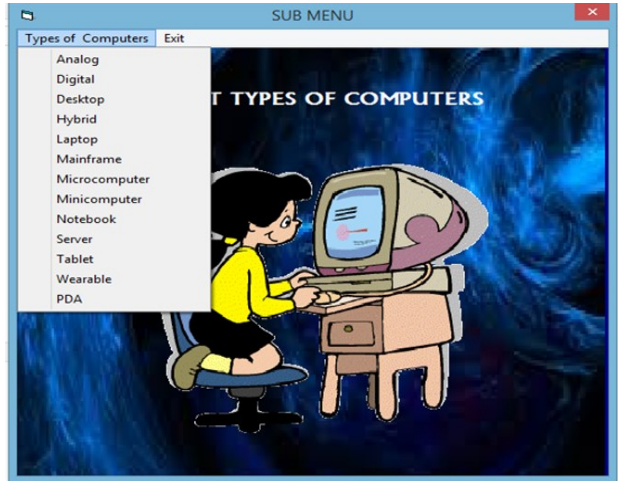 SUB MENU
Types of Computers Exit
Analog
Digital
Desktop
Hybrid
Laptop
Mainframe
Microcomputer
Minicomputer
Notebook
Server
Tablet
Wearable
PDA
T TYPES OF COMPUTERS